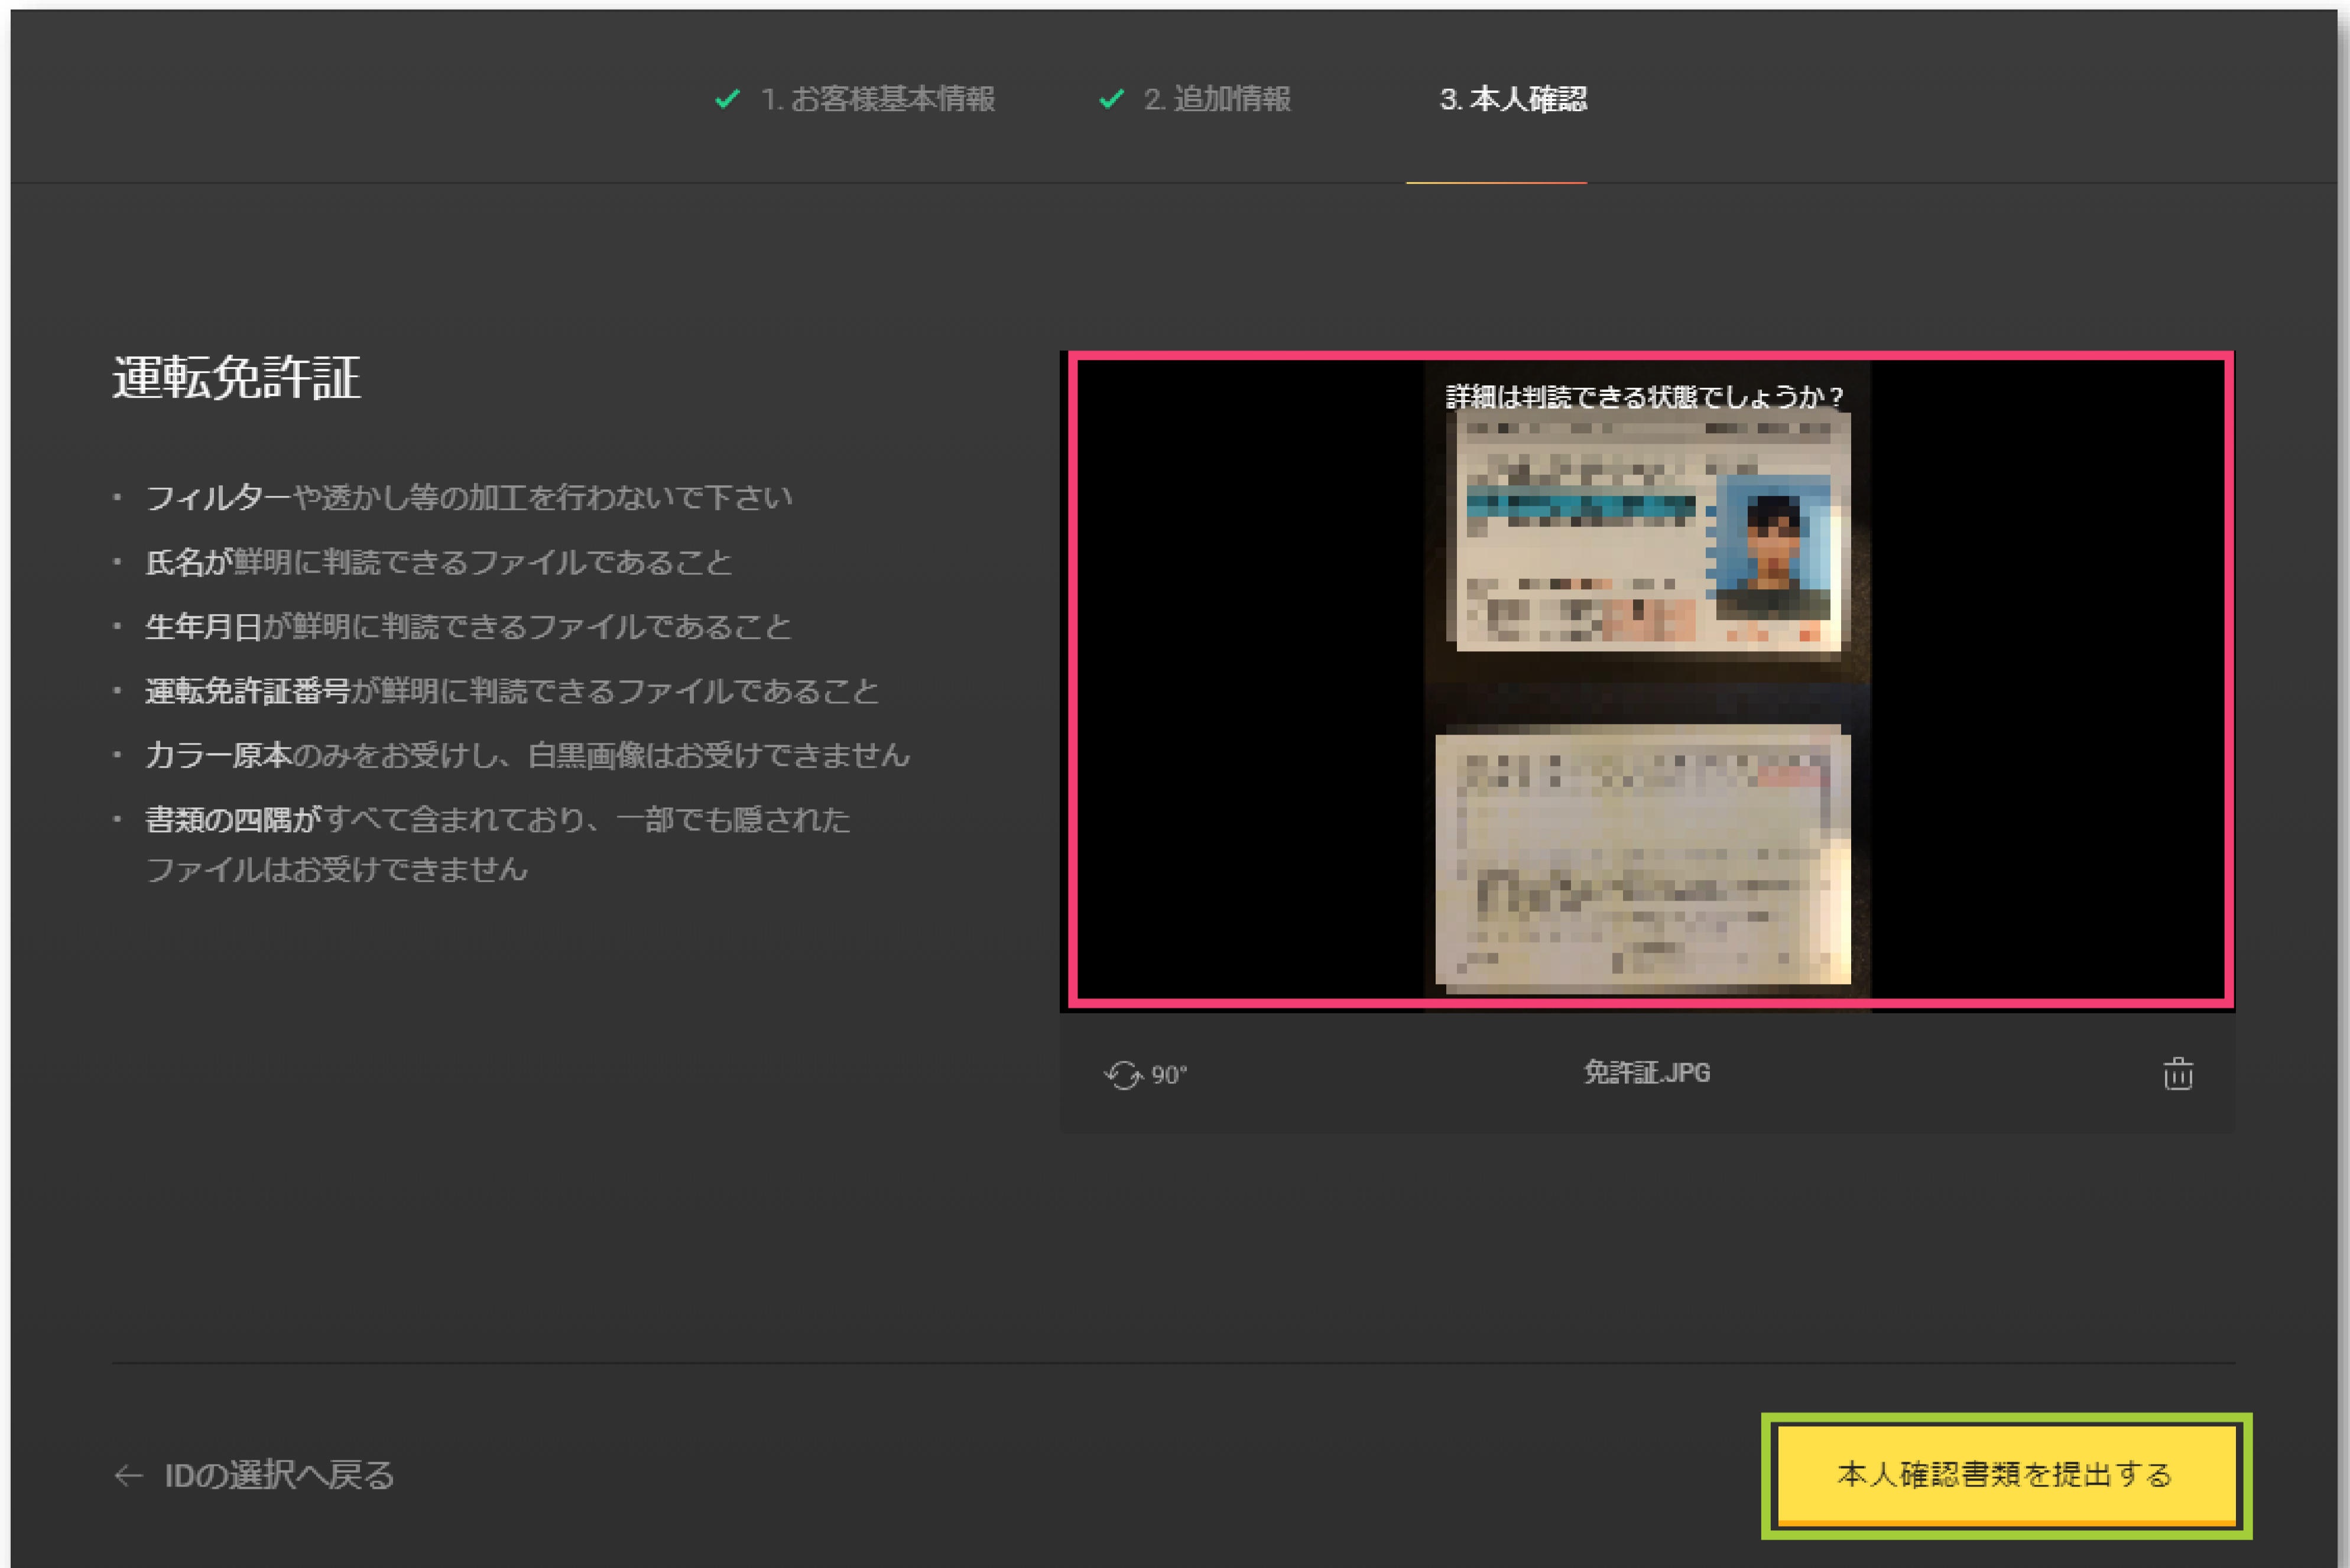 1. お客様基本情報
2. 追加情報
3. 本人確認
運転免許証
・ フィルターや透かし等の加工を行わないで下さい
・ 氏名が鮮明に判読できるファイルであること
・ 生年月日が鮮明に判読できるファイルであること
・ 運転免許証番号が鮮明に判読できるファイルであること
・ カラー原本のみをお受けし、白黒画像はお受けできません
・ 書類の四隅がすべて含まれており、一部でも隠された
ファイルはお受けできません
詳細は判読できる状態でしょうか？
90°
免許証.JPG
← IDの選択へ戻る
本人確認書類を提出する